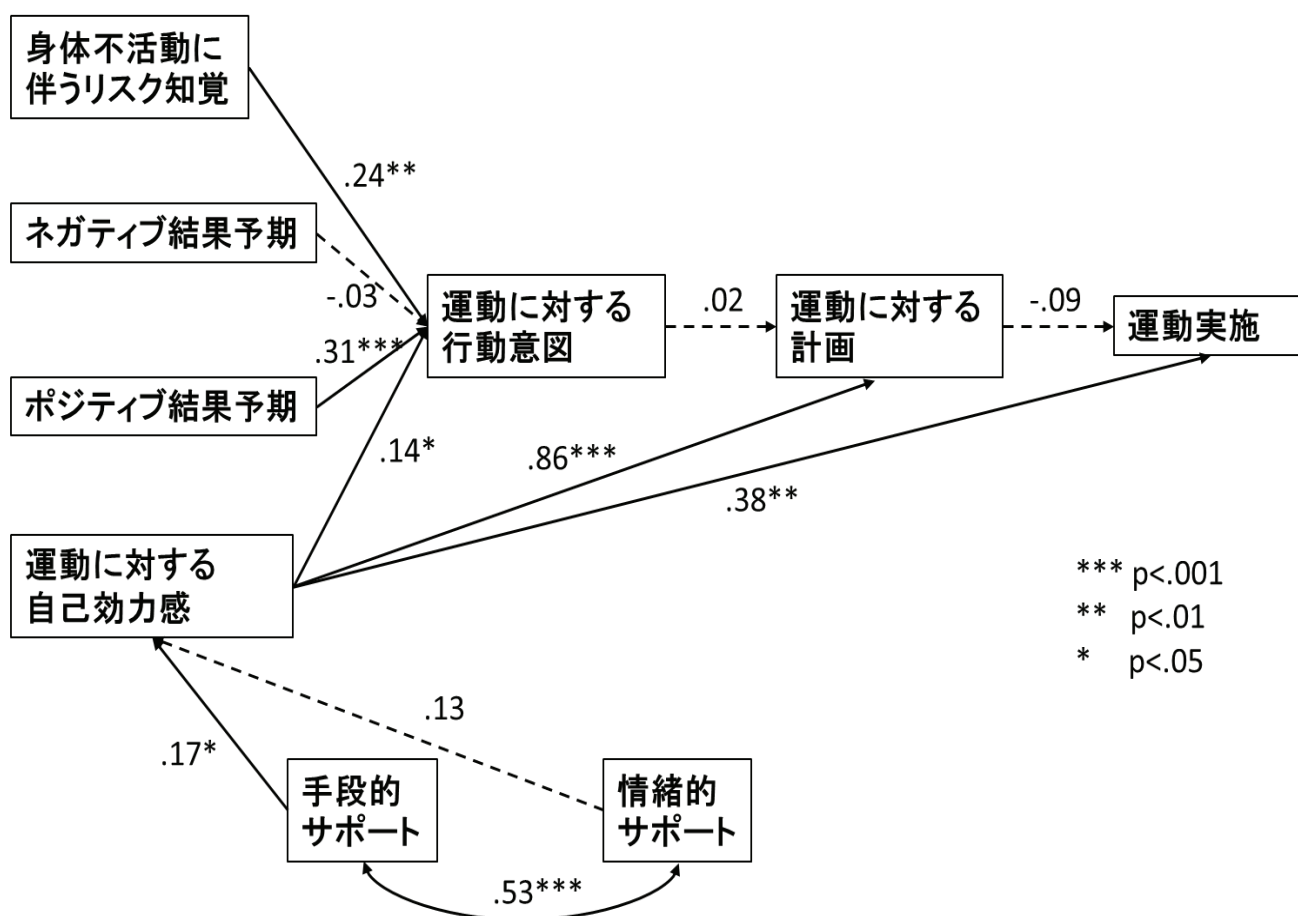 身体不活動に
伴うリスク知覚
.24**
ネガティブ結果予期
-.03
運動に対する
行動意図
.02
運動に対する
計画
-.09
運動実施
.31***
ポジティブ結果予期
.14*
.86***
.38**
運動に対する
自己効力感
*** p<.001
** p<.01
* p<.05
.13
.17*
手段的
サポート
情緒的
サポート
.53***